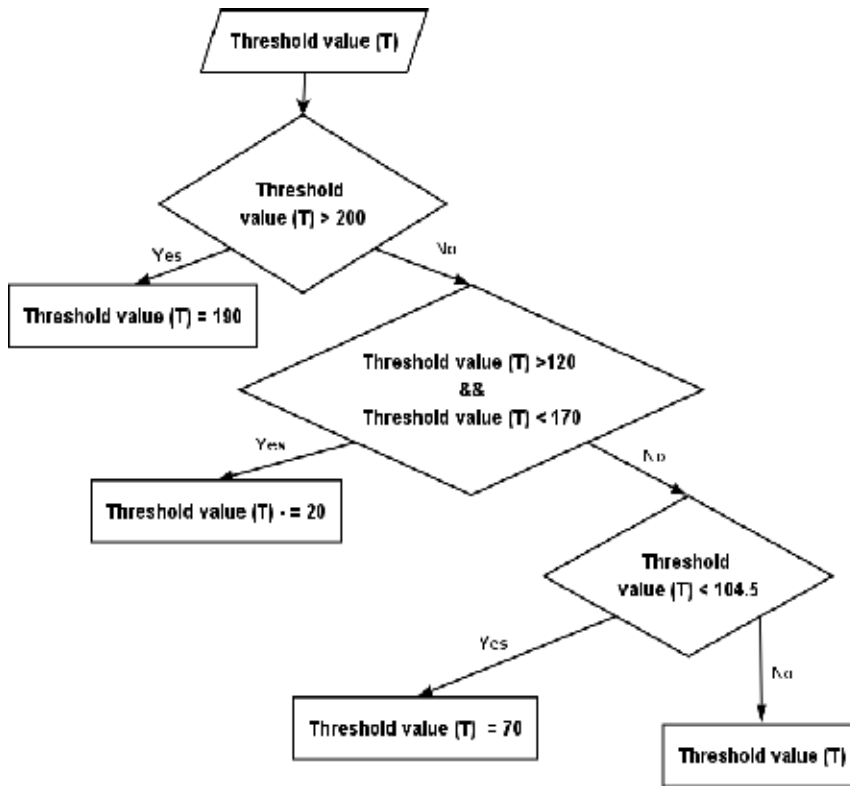 Threshold value (T)
Threshold
value (T) > 200
Yes
No
Threshold value (T) = 190
Threshold value (T) >120
&&
Threshold value (T) < 170
Yes
No
Threshold value (T) - = 20
Threshold
value (T) < 104.5
Yes
No
Threshold value (T) = 70
Threshold value (T)